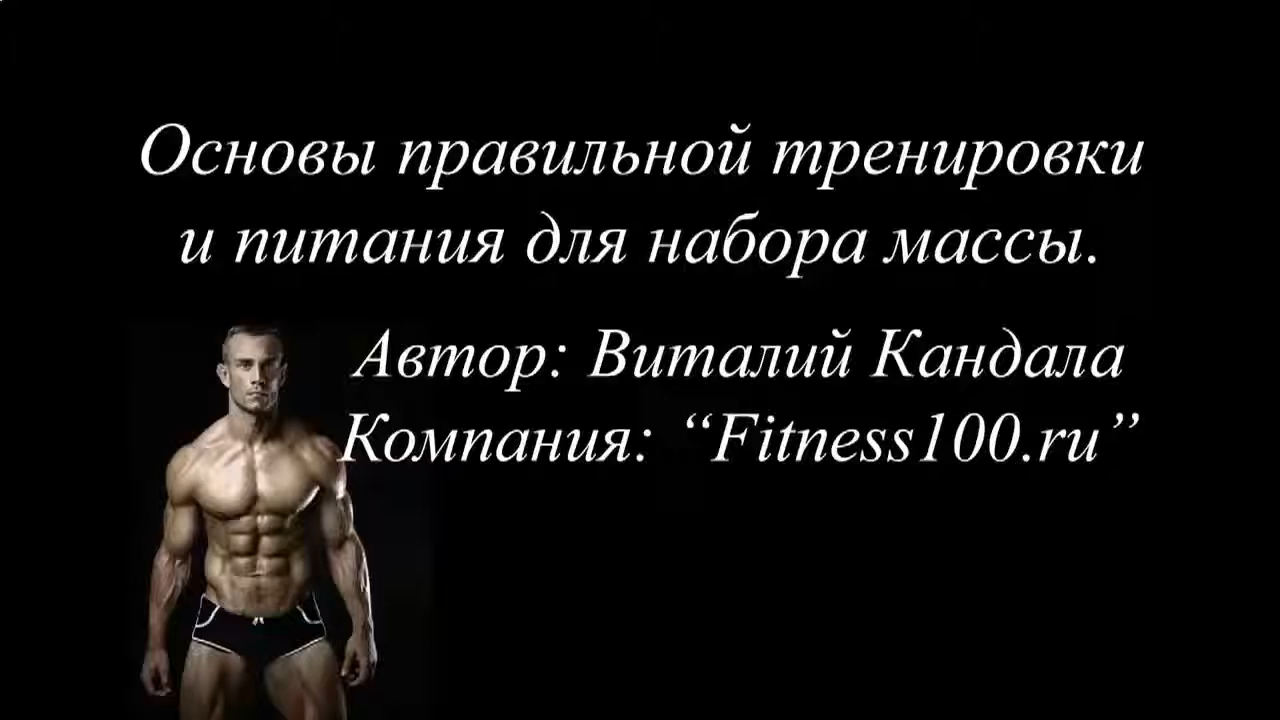 Основы правильной тренировки
и питания для набора массы.
Автор: Виталий Кандала
Компания: “Fitness100.ru”